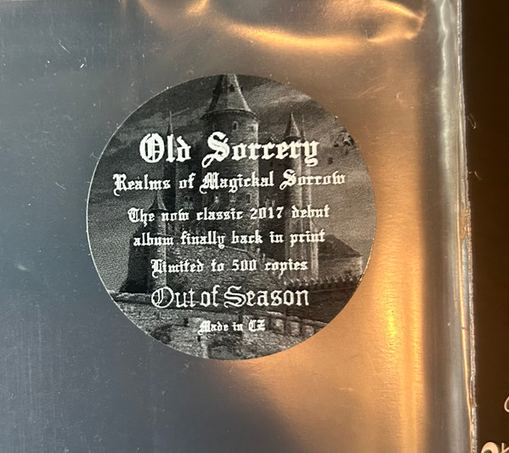 Old Sorcery
Realms of Magickal Sorrow
The now classic 2017 debut
album finally back in print
Limited to 500 copies
Out of Season
Made in CZ